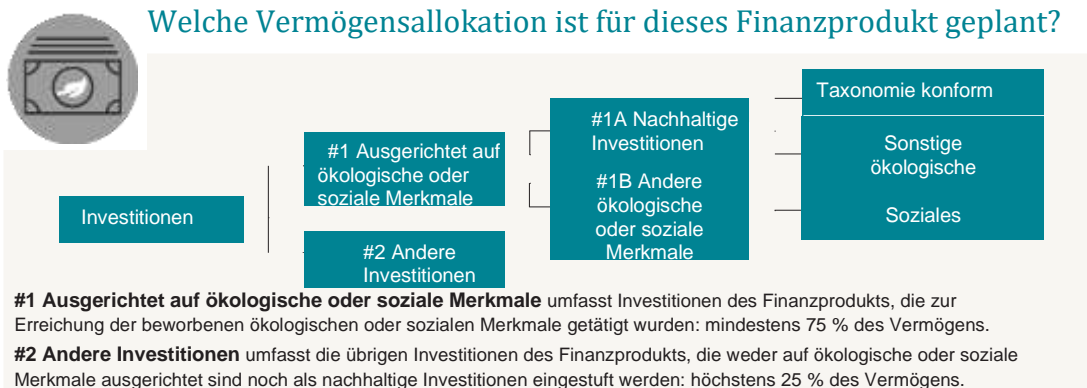 Welche Vermögensallokation ist für dieses Finanzprodukt geplant?
Investitionen
#1 Ausgerichtet auf
ökologische oder
soziale Merkmale
#2 Andere
Investitionen
#1A Nachhaltige
Investitionen
#1B Andere
ökologische
oder soziale
Merkmale
Taxonomie konform
Sonstige
ökologische
Soziales
#1 Ausgerichtet auf ökologische oder soziale Merkmale umfasst Investitionen des Finanzprodukts, die zur
Erreichung der beworbenen ökologischen oder sozialen Merkmale getätigt wurden: mindestens 75 % des Vermögens.
#2 Andere Investitionen umfasst die übrigen Investitionen des Finanzprodukts, die weder auf ökologische oder soziale
Merkmale ausgerichtet sind noch als nachhaltige Investitionen eingestuft werden: höchstens 25 % des Vermögens.